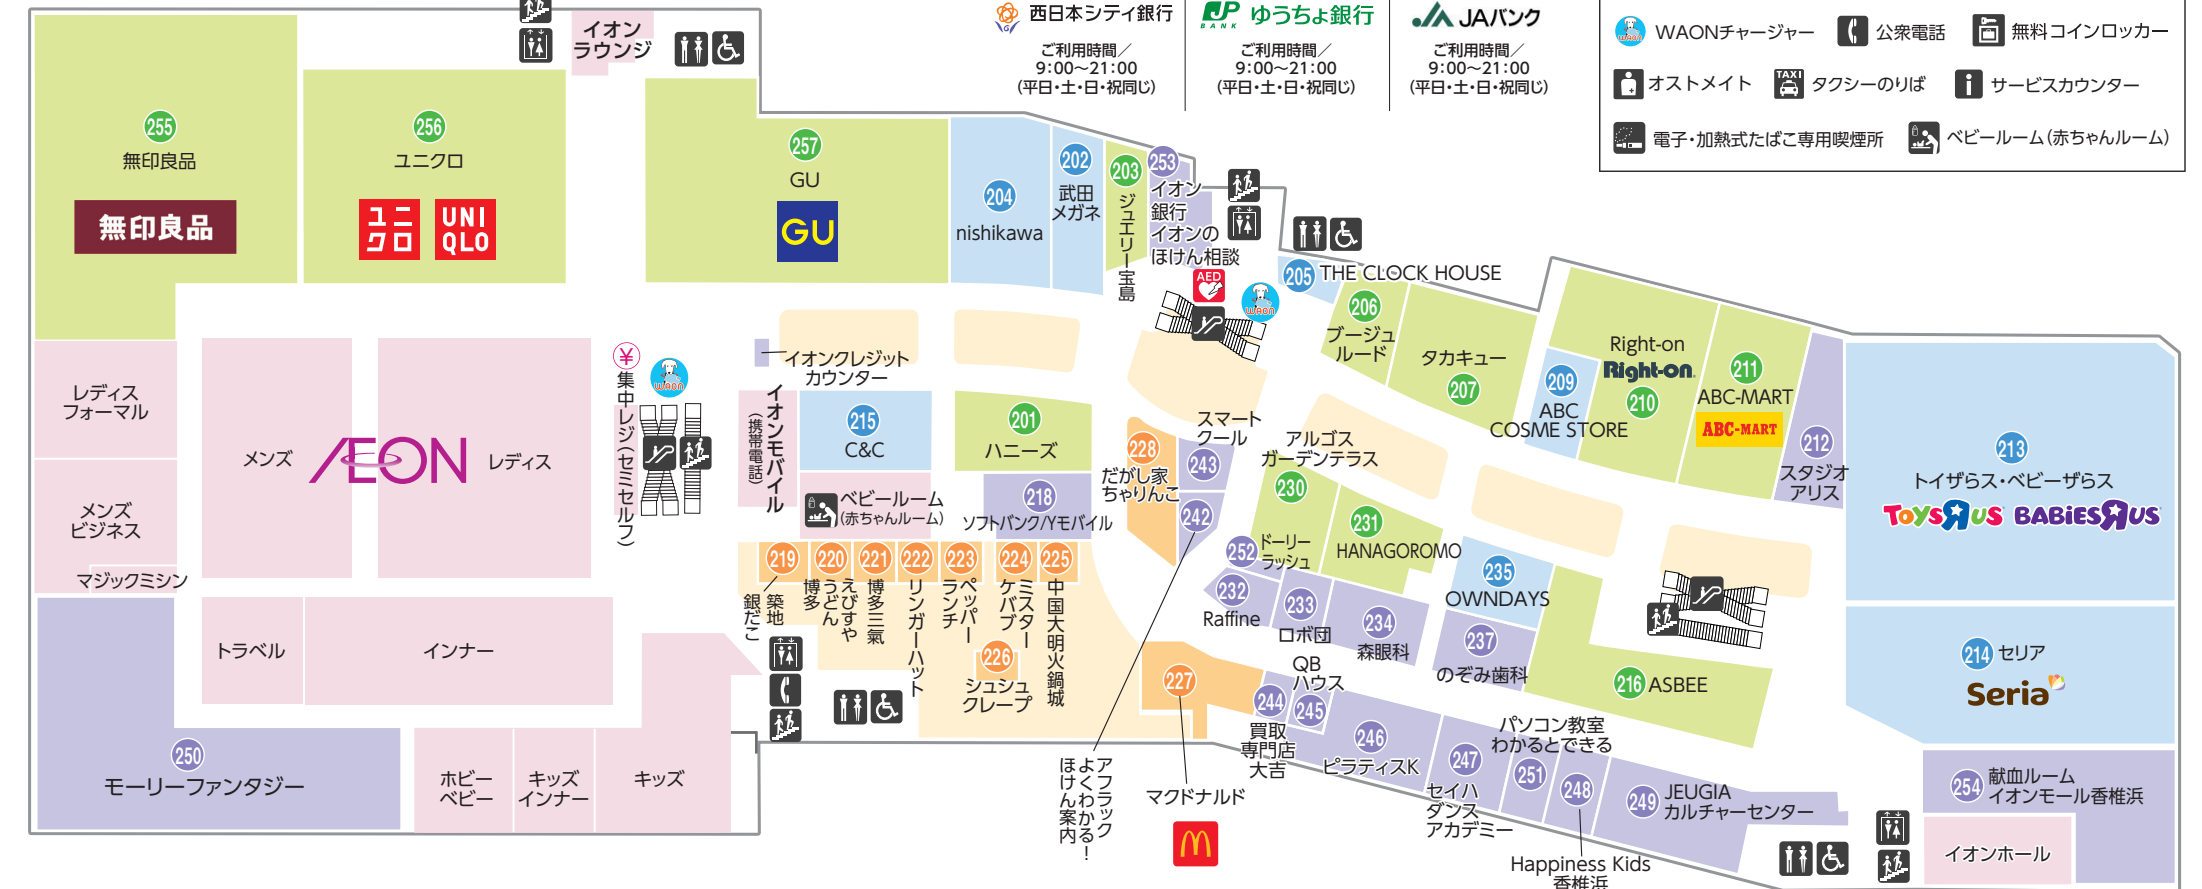 西日本シティ銀行
ご利用時間／
9:00〜21:00
(平日・土・日・祝同じ)
JP BANK ゆうちょ銀行
ご利用時間／
9:00〜21:00
(平日・土・日・祝同じ)
JAバンク
ご利用時間／
9:00〜21:00
(平日・土・日・祝同じ)
WAONチャージャー
公衆電話
無料コインロッカー
オストメイト
TAXI
タクシーのりば
サービスカウンター
電子・加熱式たばこ専用喫煙所
ベビールーム(赤ちゃんルーム)
イオン
ラウンジ
255
無印良品
無印良品
256
ユニクロ
ユニ
クロ
UNI
QLO
257
GU
GU
204
nishikawa
202
武田
メガネ
203
ジュエリー宝島
253
イオン
銀行
イオンの
ほけん相談
AED
WAON
205 THE CLOCK HOUSE
206
ブージュ
ルード
タカキュー
207
209
ABC
COSME STORE
Right-on
Right-on
210
211
ABC-MART
ABC-MART
212
スタジオ
アリス
213
トイザらス・ベビーザらス
TOYSЯUS BABIESЯUS
214 セリア
Seria
254 献血ルーム
イオンモール香椎浜
イオンホール
レディス
フォーマル
メンズ
ビジネス
マジックミシン
メンズ
AEON
レディス
トラベル
インナー
250
モーリーファンタジー
ホビー
ベビー
キッズ
インナー
キッズ
¥
集中レジ(セミセルフ)
WAON
イオンクレジット
カウンター
イオンモバイル
(携帯電話)
215
C&C
ベビールーム
(赤ちゃんルーム)
201
ハニーズ
218
ソフトバンク/Yモバイル
219
築地
銀だこ
220
えびすや
うどん
博多
221
博多三氣
222
リンガーハット
223
ペッパー
ランチ
224
ミスター
ケバブ
225
中国大明火鍋城
226
シュシュ
クレープ
228
だがし家
ちゃりんこ
スマート
クール
243
242
アフラック
よくわかる！
ほけん案内
227
マクドナルド
アルゴス
ガーデンテラス
230
231
HANAGOROMO
252 ドーリー
ラッシュ
232
Raffine
233
ロボ団
234
森眼科
235
OWNDAYS
237
のぞみ歯科
216 ASBEE
244
買取
専門店
大吉
QB
ハウス
245
246
ピラティスK
247
セイハ
ダンス
アカデミー
パソコン教室
わかるとできる
251
248
Happiness Kids
香椎浜
249 JEUGIA
カルチャーセンター